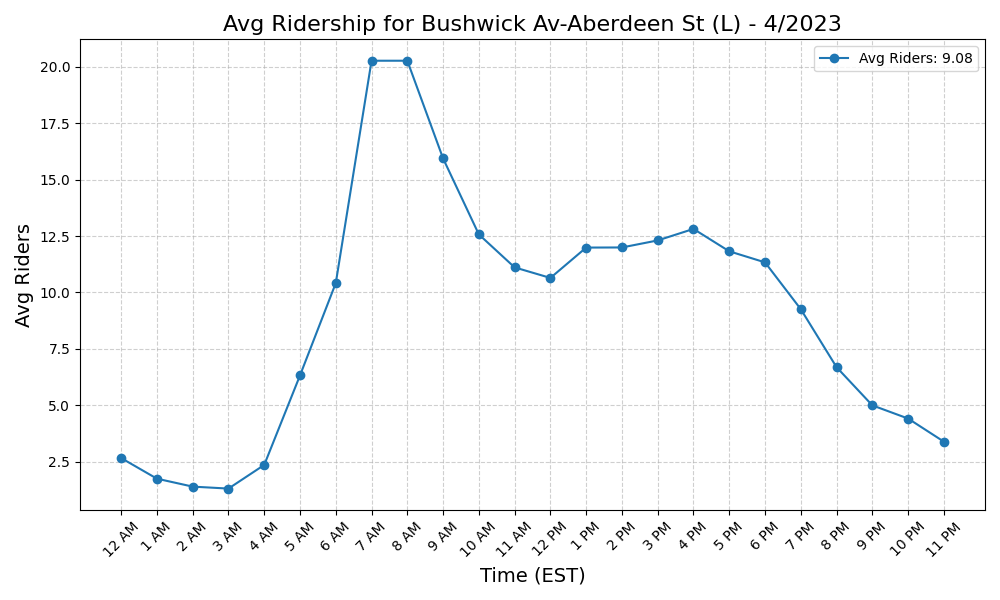 Avg Ridership for Bushwick Av-Aberdeen St (L) - 4/2023
Avg Riders: 9.08
Avg Riders
20.0
17.5
15.0
12.5
10.0
7.5
5.0
2.5
12 AM
1 AM
2 AM
3 AM
4 AM
5 AM
6 AM
7 AM
8 AM
9 AM
10 AM
11 AM
12 PM
1 PM
2 PM
3 PM
4 PM
5 PM
6 PM
7 PM
8 PM
9 PM
10 PM
11 PM
Time (EST)